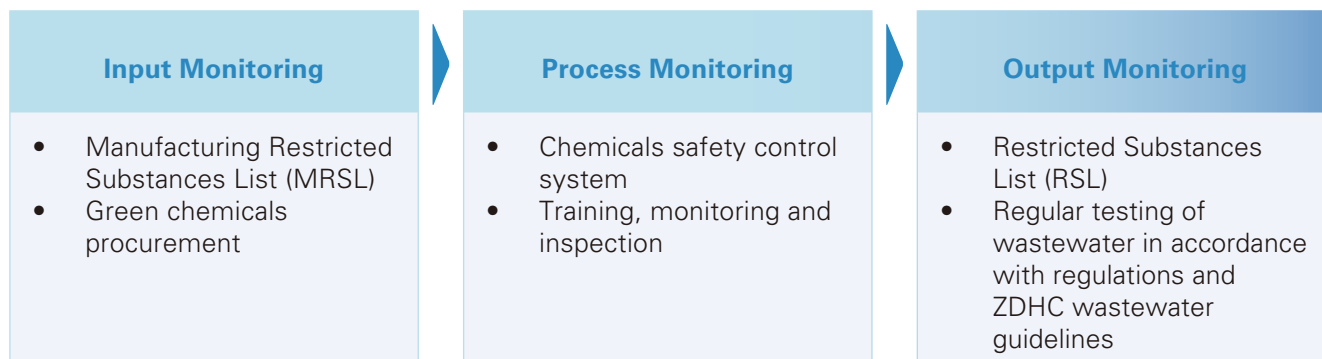 Input Monitoring
• Manufacturing Restricted
Substances List (MRSL)
• Green chemicals
procurement
Process Monitoring
• Chemicals safety control
system
• Training, monitoring and
inspection
Output Monitoring
• Restricted Substances
List (RSL)
• Regular testing of
wastewater in accordance
with regulations and
ZDHC wastewater
guidelines